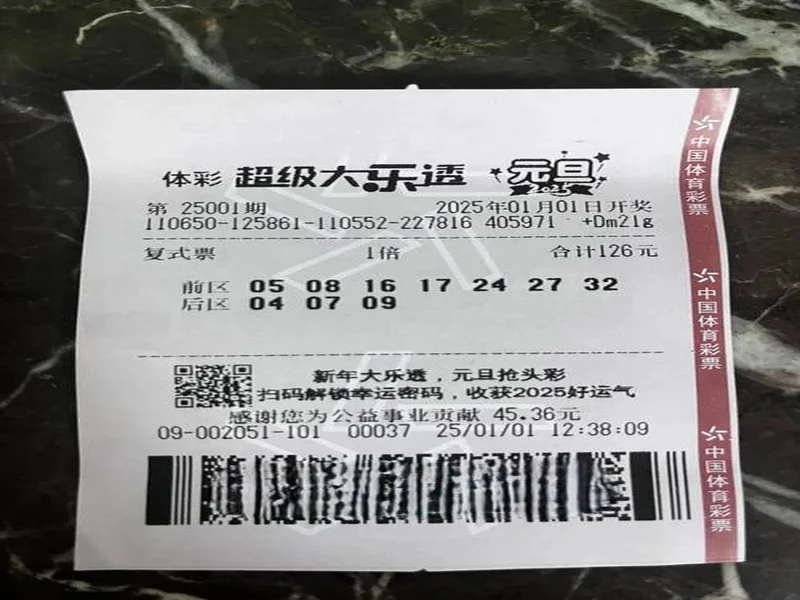 体彩 超级大乐透 元旦 2025
第 25001期 2025年01月01日开奖
110650-125861-110552-227816 405971 +Dm21g
复式票 1倍 合计126元
前区 05 08 16 17 24 27 32
后区 04 07 09
新年大乐透，元旦抢头彩
扫码解锁幸运密码，收获2025好运气
感谢您为公益事业贡献 45.36元
09-002051-101 00037 25/01/01 12:38:09
中国体育彩票
中国体育彩票
中国体育彩票